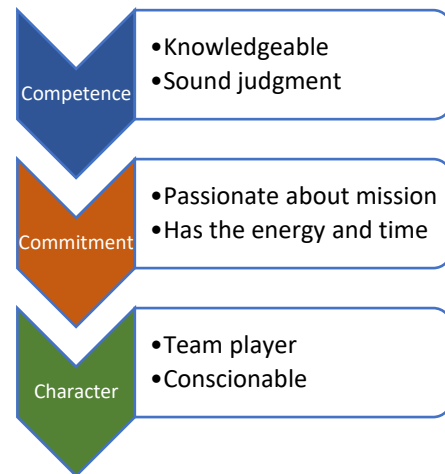 Competence
•Knowledgeable
•Sound judgment
Commitment
•Passionate about mission
•Has the energy and time
Character
•Team player
•Conscionable